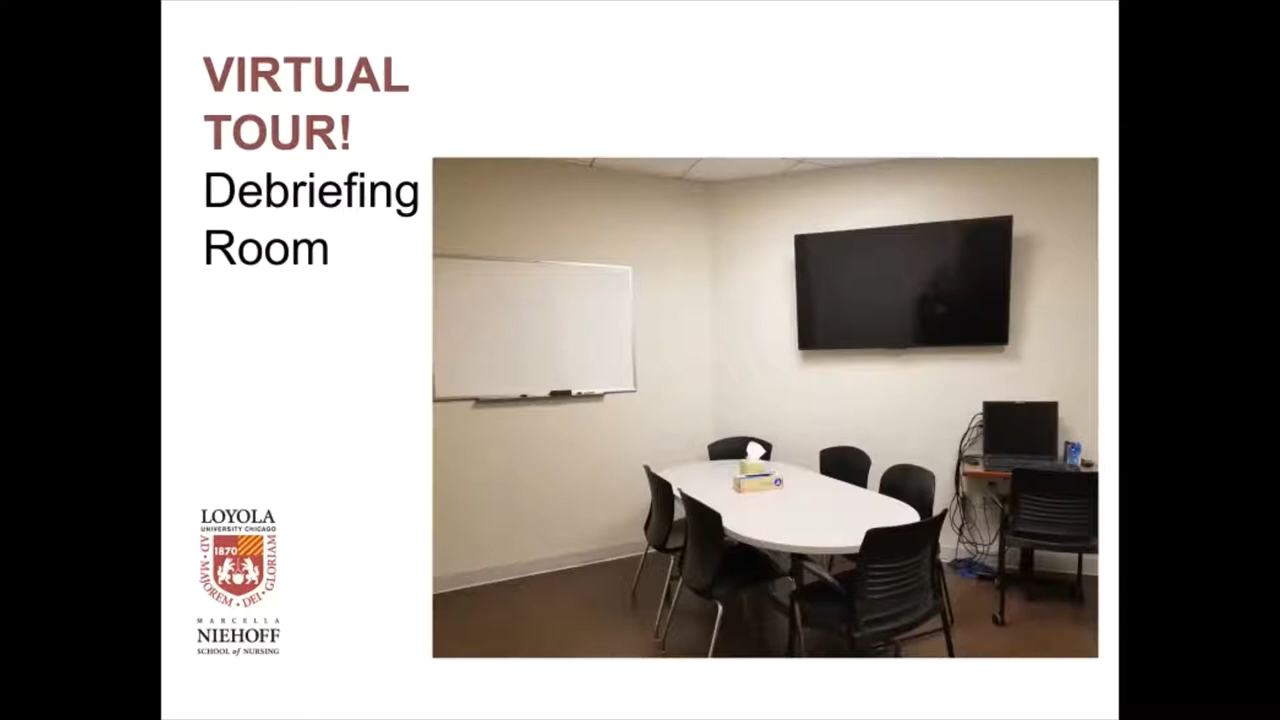 VIRTUAL
TOUR!
Debriefing
Room
LOYOLA
UNIVERSITY CHICAGO
1870
AD • MAJOREM • DEI • GLORIAM
MARCELLA
NIEHOFF
SCHOOL of NURSING